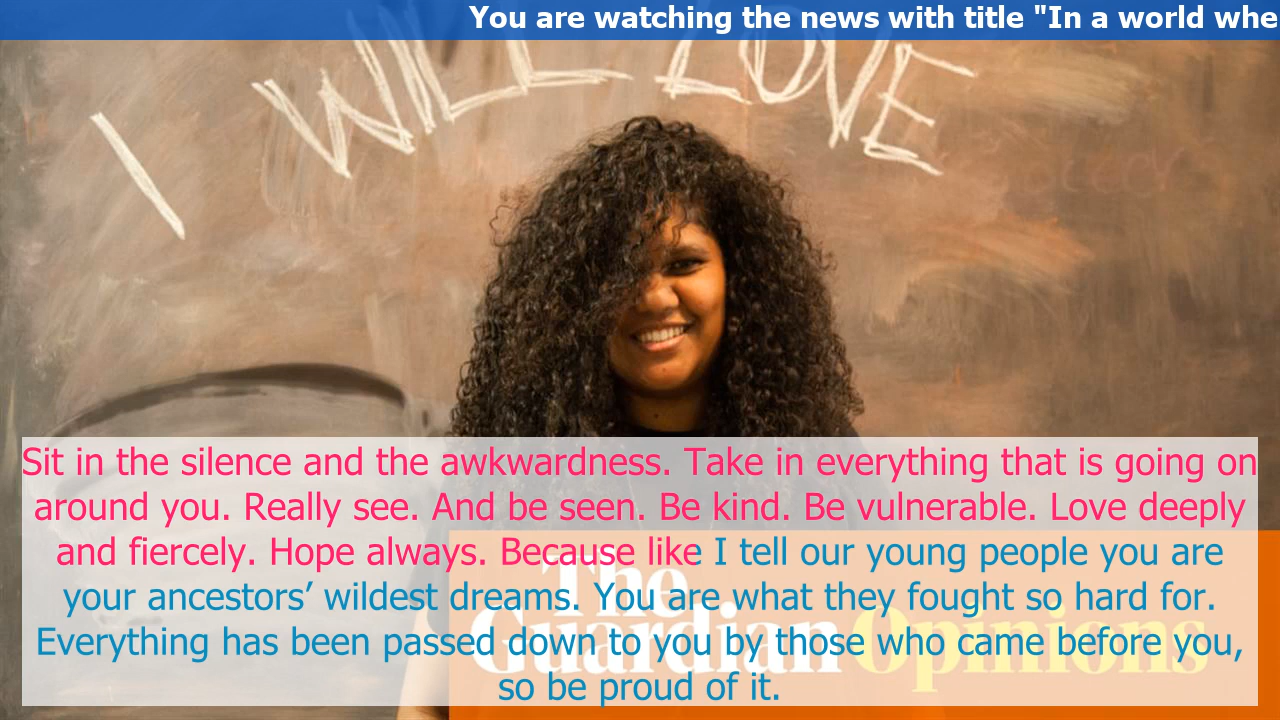 You are watching the news with title "In a world whe
I WILL LOVE
Sit in the silence and the awkwardness. Take in everything that is going on
around you. Really see. And be seen. Be kind. Be vulnerable. Love deeply
and fiercely. Hope always. Because like I tell our young people you are
your ancestors’ wildest dreams. You are what they fought so hard for.
Everything has been passed down to you by those who came before you,
so be proud of it.
The
Guardian Opinions